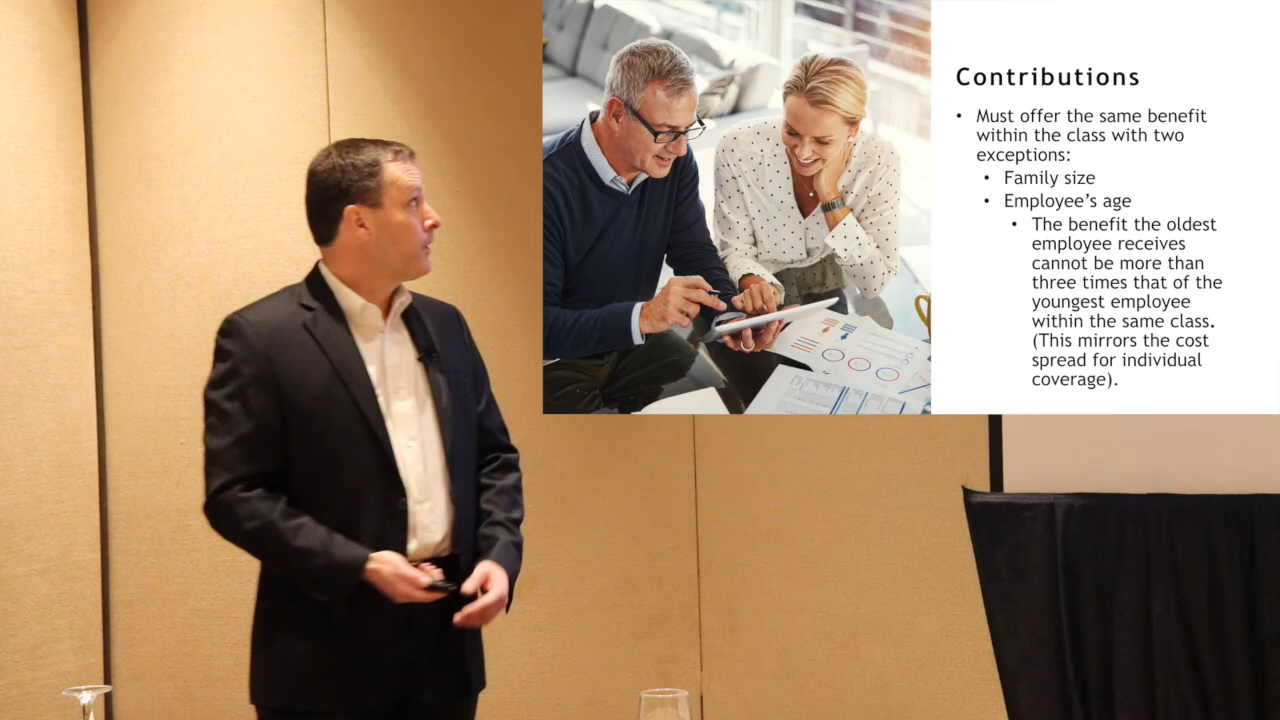 Contributions
• Must offer the same benefit
within the class with two
exceptions:
• Family size
• Employee's age
• The benefit the oldest
employee receives
cannot be more than
three times that of the
youngest employee
within the same class.
(This mirrors the cost
spread for individual
coverage).